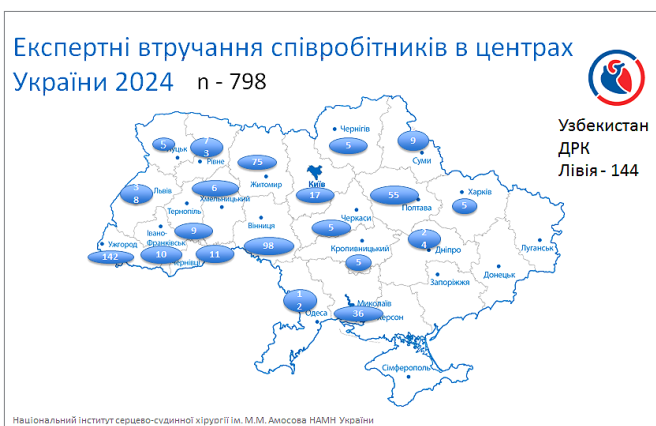 Експертні втручання співробітників в центрах
України 2024 n - 798
Узбекистан
ДРК
Лівія - 144
Чернігів
5
9
Суми
5
Луцьк
7
3
Рівне
75
Житомир
Київ
17
3
8
Львів
6
Хмельницький
Тернопіль
55
Полтава
Харків
5
Черкаси
5
Вінниця
Івано-
Франківськ
9
Ужгород
142
10
Чернівці
11
98
Кропивницький
5
2
4
Дніпро
Луганськ
Донецьк
Запоріжжя
1
2
Одеса
Миколаїв
36
Херсон
Сімферополь
Національний інститут серцево-судинної хірургії ім. М.М. Амосова НАМН України